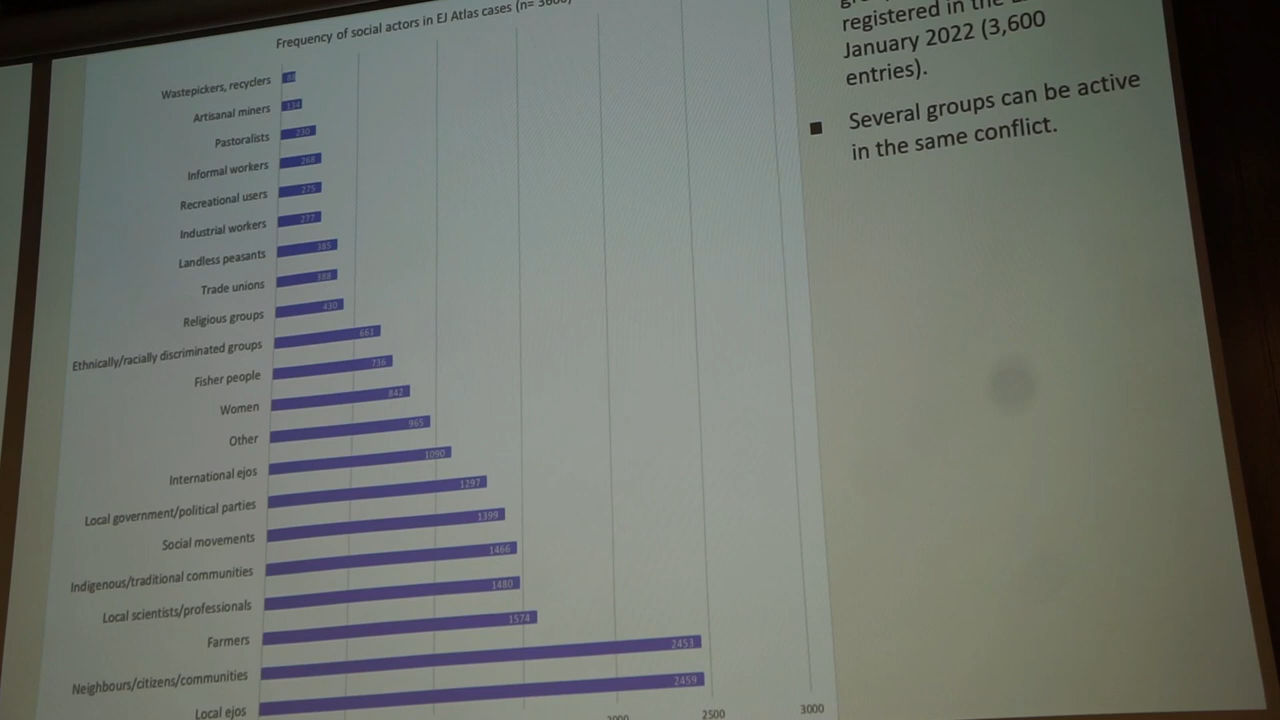 Frequency of social actors in EJ Atlas cases (n= 3600)
Wastepickers, recyclers
Artisanal miners 134
Pastoralists 230
Informal workers 268
Recreational users 275
Industrial workers 277
Landless peasants 385
Trade unions 388
Religious groups 430
Ethnically/racially discriminated groups 661
Fisher people 736
Women 842
Other 965
International ejos 1090
Local government/political parties 1297
Social movements 1399
Indigenous/traditional communities 1466
Local scientists/professionals 1480
Farmers 1574
Neighbours/citizens/communities 2453
Local ejos 2459
2000 2500 3000
registered in the
January 2022 (3,600
entries).
■ Several groups can be active
in the same conflict.